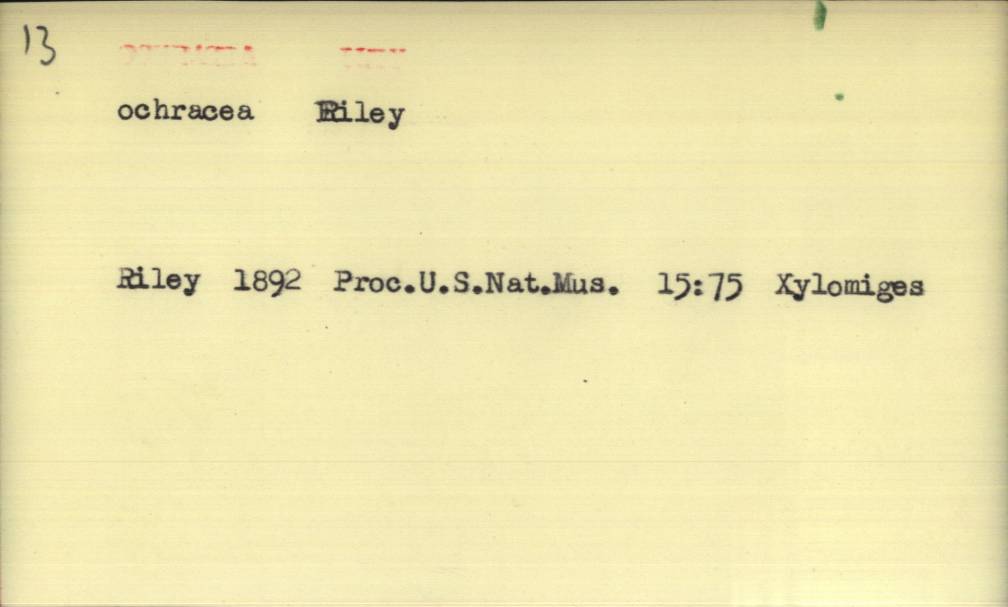 13
ochracea Riley
Riley 1892 Proc.U.S.Nat.Mus. 15:75 Xylomiges